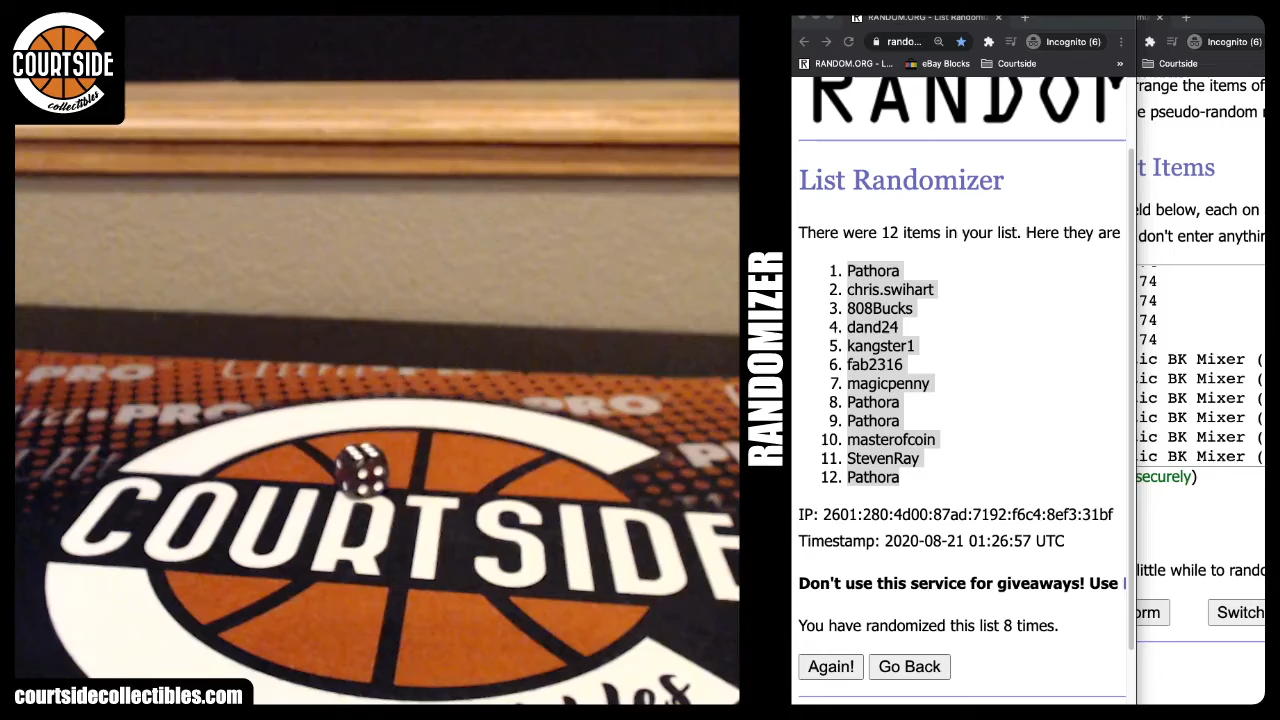 COURTSIDE
collectibles
PRO
PRO
COURTSIDE
courtsidecollectibles.com
RANDOMIZER
RANDOM.ORG - List Randomi
rando...
Incognito (6)
RANDOM.ORG - L...
eBay Blocks
Courtside
»
RANDOM
List Randomizer
There were 12 items in your list. Here they are
1. Pathora
2. chris.swihart
3. 808Bucks
4. dand24
5. kangster1
6. fab2316
7. magicpenny
8. Pathora
9. Pathora
10. masterofcoin
11. StevenRay
12. Pathora
IP: 2601:280:4d00:87ad:7192:f6c4:8ef3:31bf
Timestamp: 2020-08-21 01:26:57 UTC
Don't use this service for giveaways! Use
You have randomized this list 8 times.
Again!
Go Back
Incognito (6)
Courtside
range the items of
e pseudo-random
t Items
eld below, each on
don't enter anythin
74
74
74
74
ic BK Mixer (
ic BK Mixer (
ic BK Mixer (
ic BK Mixer (
ic BK Mixer (
ic BK Mixer (
securely)
little while to rando
orm
Switch